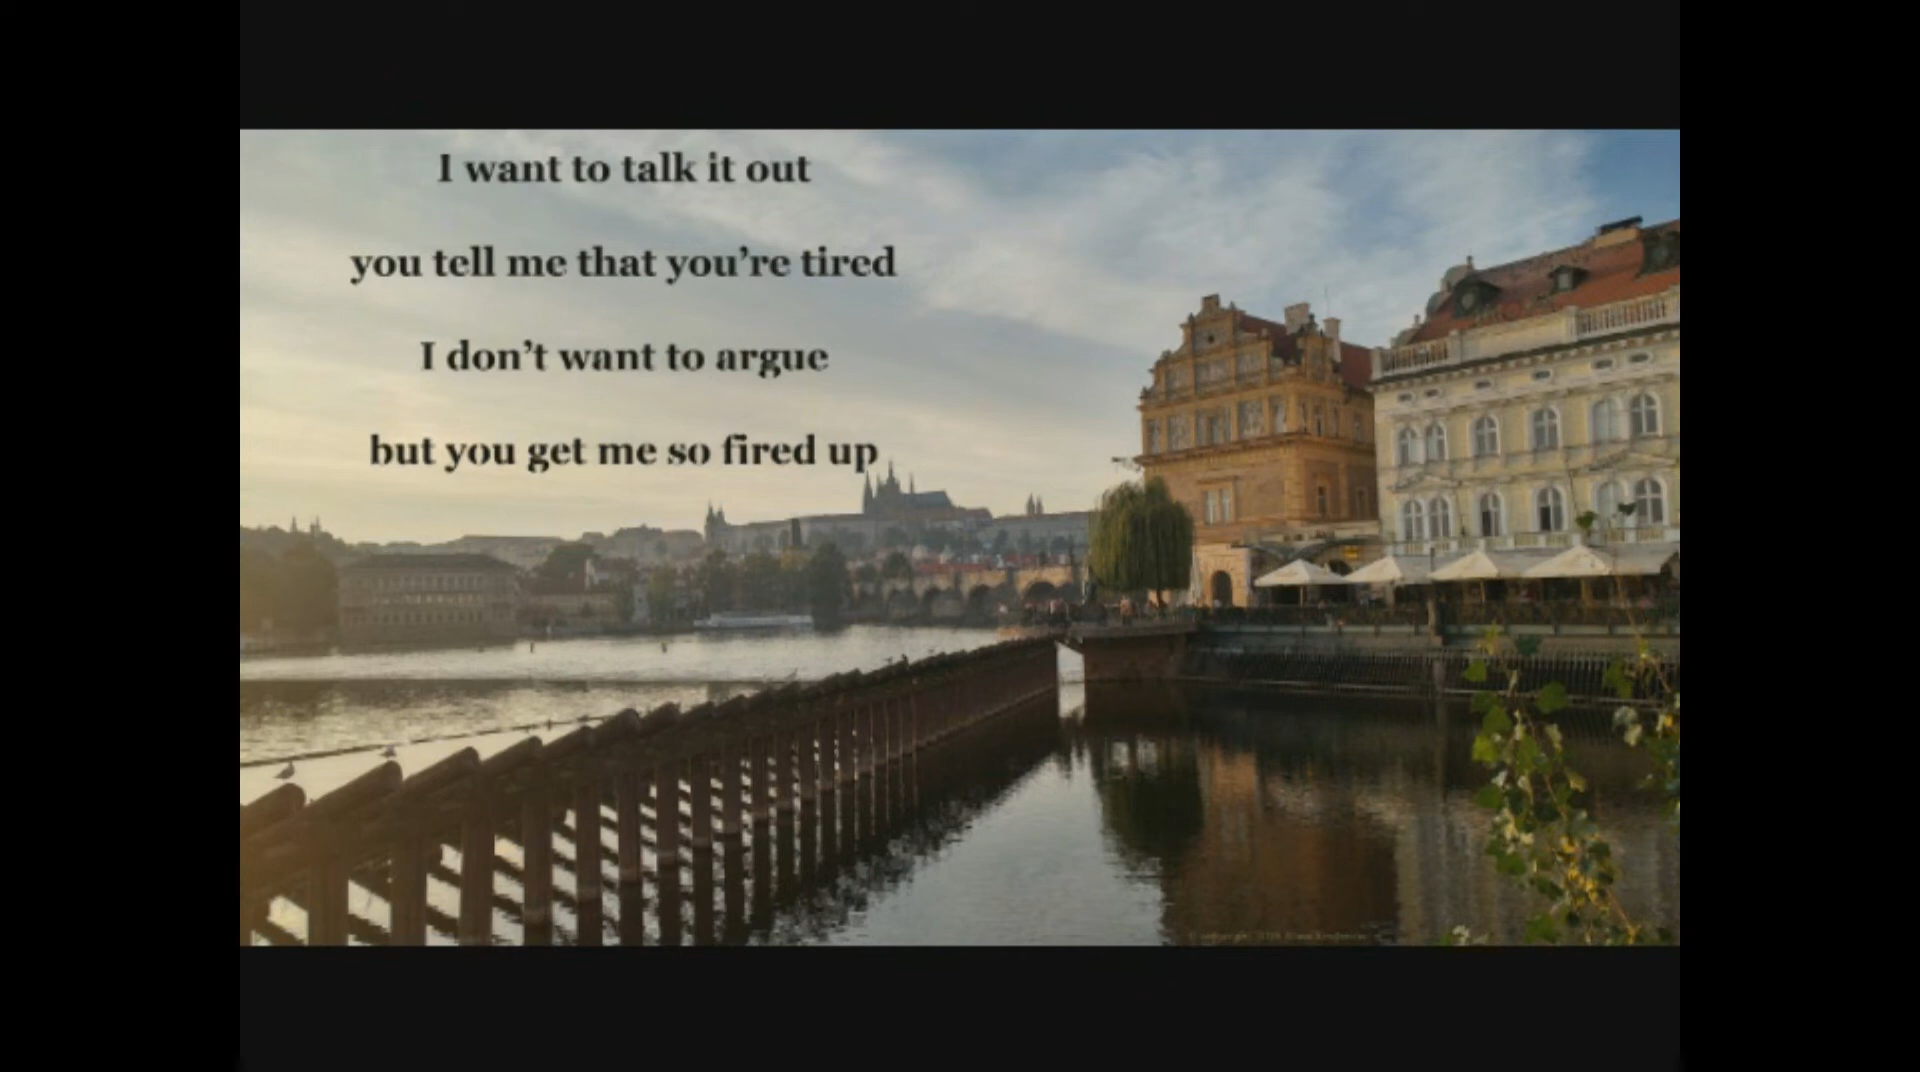 I want to talk it out
you tell me that you're tired
I don't want to argue
but you get me so fired up